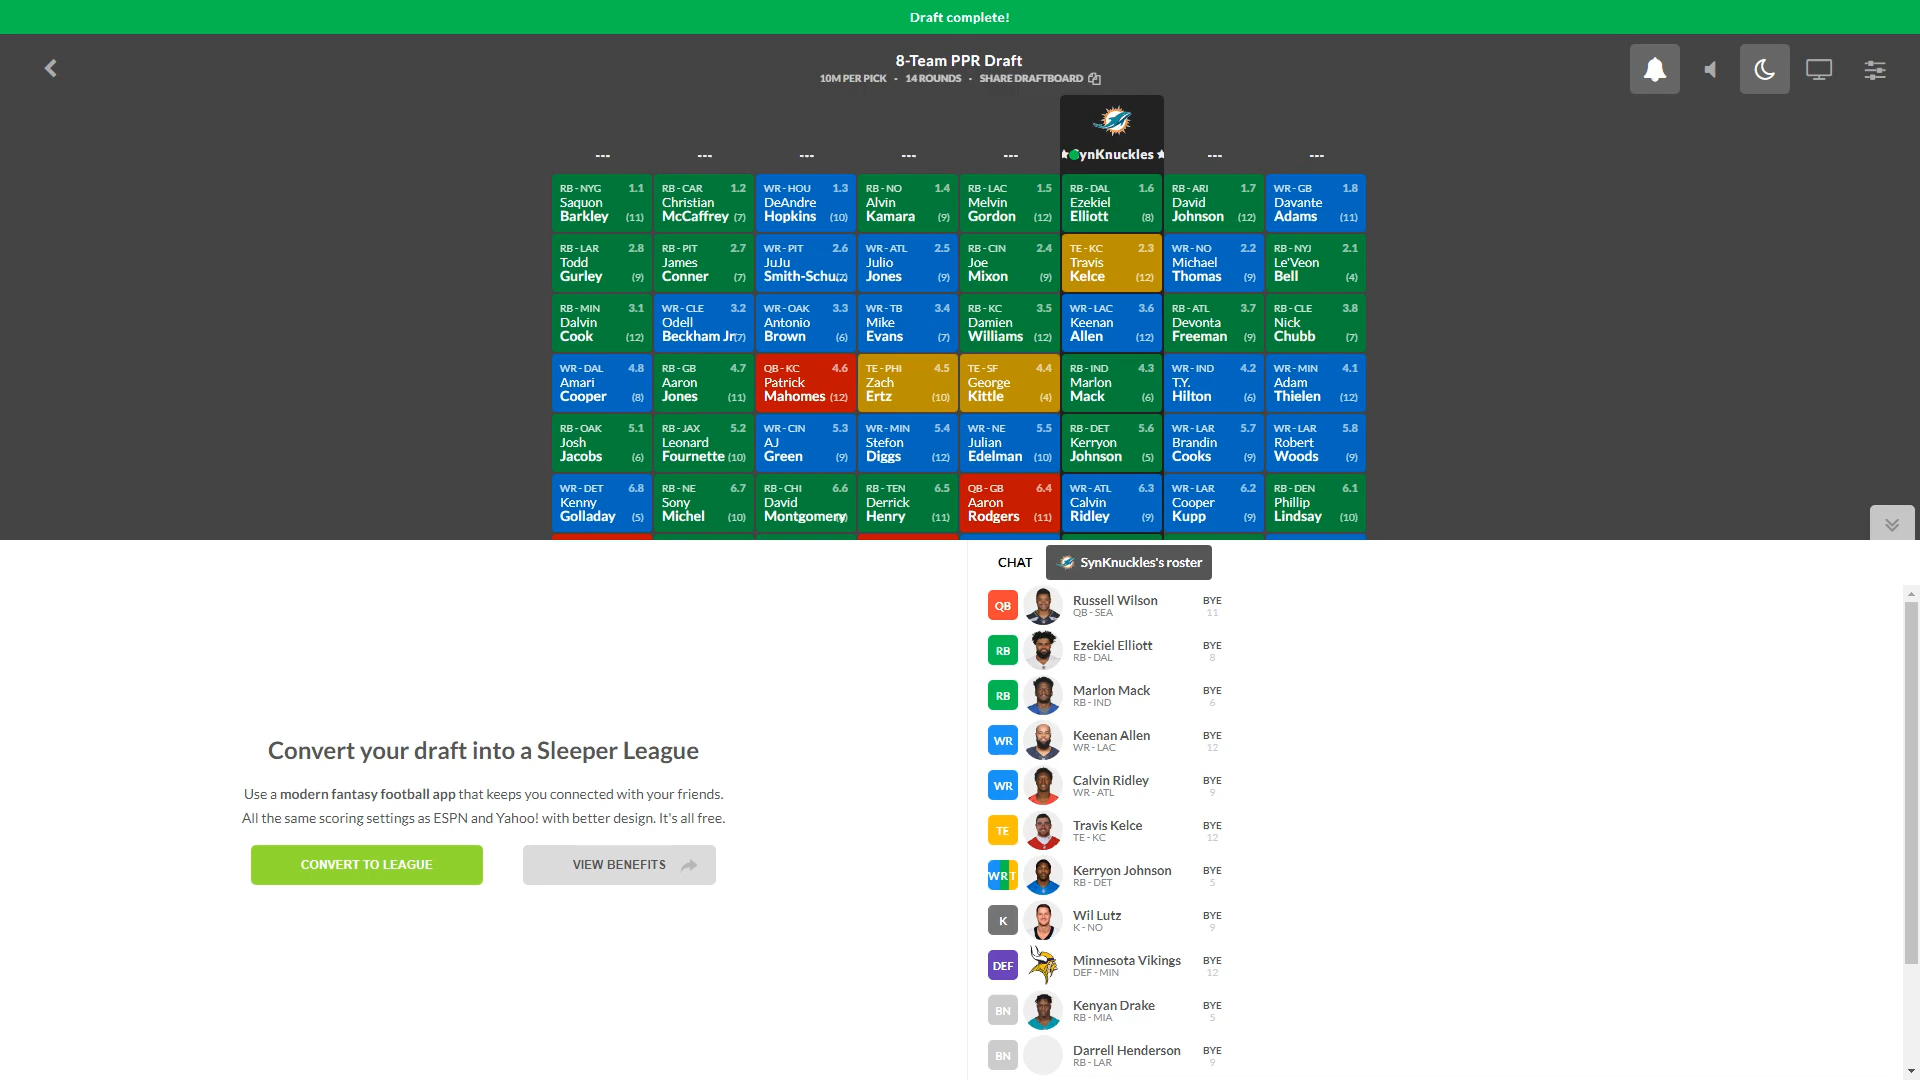 Draft complete!
8-Team PPR Draft
10M PER PICK - 14 ROUNDS - SHARE DRAFTBOARD
--- --- --- --- --- SynKnuckles --- ---
RB - NYG 1.1 RB - CAR 1.2 WR - HOU 1.3 RB - NO 1.4 RB - LAC 1.5 RB - DAL 1.6 RB - ARI 1.7 WR - GB 1.8
Saquon Christian DeAndre Alvin Melvin Ezekiel David Davante
Barkley (11) McCaffrey (7) Hopkins (10) Kamara (9) Gordon (12) Elliott (8) Johnson (12) Adams (11)
RB - LAR 2.8 RB - PIT 2.7 WR - PIT 2.6 WR - ATL 2.5 RB - CIN 2.4 TE - KC 2.3 WR - NO 2.2 RB - NYJ 2.1
Todd James JuJu Julio Joe Travis Michael Le'Veon
Gurley (9) Conner (7) Smith-Schu... (7) Jones (9) Mixon (9) Kelce (12) Thomas (9) Bell (4)
RB - MIN 3.1 WR - CLE 3.2 WR - OAK 3.3 WR - TB 3.4 RB - KC 3.5 WR - LAC 3.6 RB - ATL 3.7 RB - CLE 3.8
Dalvin Odell Antonio Mike Damien Keenan Devonta Nick
Cook (12) Beckham Jr (7) Brown (6) Evans (7) Williams (12) Allen (12) Freeman (9) Chubb (7)
WR - DAL 4.8 RB - GB 4.7 QB - KC 4.6 TE - PHI 4.5 TE - SF 4.4 RB - IND 4.3 WR - IND 4.2 WR - MIN 4.1
Amari Aaron Patrick Zach George Marlon T.Y. Adam
Cooper (8) Jones (11) Mahomes (12) Ertz (10) Kittle (4) Mack (6) Hilton (6) Thielen (12)
RB - OAK 5.1 RB - JAX 5.2 WR - CIN 5.3 WR - MIN 5.4 WR - NE 5.5 RB - DET 5.6 WR - LAR 5.7 WR - LAR 5.8
Josh Leonard AJ Stefon Julian Kerryon Brandin Robert
Jacobs (6) Fournette (10) Green (9) Diggs (12) Edelman (10) Johnson (5) Cooks (9) Woods (9)
WR - DET 6.8 RB - NE 6.7 RB - CHI 6.6 RB - TEN 6.5 QB - GB 6.4 WR - ATL 6.3 WR - LAR 6.2 RB - DEN 6.1
Kenny Sony David Derrick Aaron Calvin Cooper Phillip
Golladay (5) Michel (10) Montgomery Henry (11) Rodgers (11) Ridley (9) Kupp (9) Lindsay (10)
Convert your draft into a Sleeper League
Use a modern fantasy football app that keeps you connected with your friends.
All the same scoring settings as ESPN and Yahoo! with better design. It's all free.
CONVERT TO LEAGUE VIEW BENEFITS
CHAT SynKnuckles's roster
QB Russell Wilson BYE
QB - SEA 11
RB Ezekiel Elliott BYE
RB - DAL 8
RB Marlon Mack BYE
RB - IND 6
WR Keenan Allen BYE
WR - LAC 12
WR Calvin Ridley BYE
WR - ATL 9
TE Travis Kelce BYE
TE - KC 12
WRT Kerryon Johnson BYE
RB - DET 5
K Wil Lutz BYE
K - NO 9
DEF Minnesota Vikings BYE
DEF - MIN 12
BN Kenyan Drake BYE
RB - MIA 5
BN Darrell Henderson BYE
RB - LAR 9